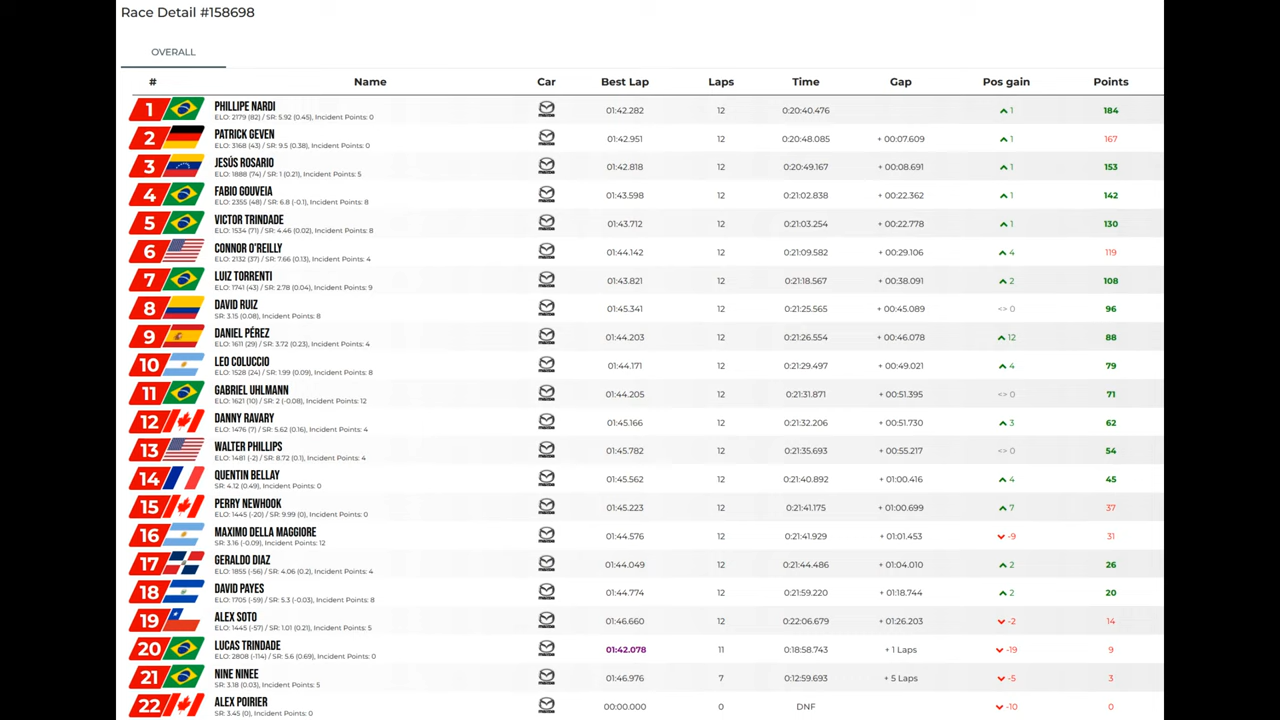 Race Detail #158698
OVERALL
# Name Car Best Lap Laps Time Gap Pos gain Points
1 PHILLIPE NARDI 01:42.282 12 0:20:40.476 1 184
ELO: 2179 (82) / SR: 5.92 (0.45), Incident Points: 0
2 PATRICK GEVEN 01:42.951 12 0:20:48.085 + 00:07.609 1 167
ELO: 3168 (43) / SR: 9.5 (0.38), Incident Points: 0
3 JESÚS ROSARIO 01:42.818 12 0:20:49.167 + 00:08.691 1 153
ELO: 1888 (74) / SR: 1 (0.21), Incident Points: 5
4 FABIO GOUVEIA 01:43.598 12 0:21:02.838 + 00:22.362 1 142
ELO: 2355 (48) / SR: 6.8 (-0.1), Incident Points: 8
5 VICTOR TRINDADE 01:43.712 12 0:21:03.254 + 00:22.778 1 130
ELO: 1534 (71) / SR: 4.46 (0.02), Incident Points: 8
6 CONNOR O'REILLY 01:44.142 12 0:21:09.582 + 00:29.106 4 119
ELO: 2132 (37) / SR: 7.66 (0.13), Incident Points: 4
7 LUIZ TORRENTI 01:43.821 12 0:21:18.567 + 00:38.091 2 108
ELO: 1741 (43) / SR: 2.78 (0.04), Incident Points: 9
8 DAVID RUIZ 01:45.341 12 0:21:25.565 + 00:45.089 <> 0 96
SR: 3.15 (0.08), Incident Points: 8
9 DANIEL PÉREZ 01:44.203 12 0:21:26.554 + 00:46.078 12 88
ELO: 1611 (29) / SR: 3.72 (0.23), Incident Points: 4
10 LEO COLUCCIO 01:44.171 12 0:21:29.497 + 00:49.021 4 79
ELO: 1528 (24) / SR: 1.99 (0.09), Incident Points: 8
11 GABRIEL UHLMANN 01:44.205 12 0:21:31.871 + 00:51.395 <> 0 71
ELO: 1621 (10) / SR: 2 (-0.08), Incident Points: 12
12 DANNY RAVARY 01:45.166 12 0:21:32.206 + 00:51.730 3 62
ELO: 1476 (7) / SR: 5.62 (0.16), Incident Points: 4
13 WALTER PHILLIPS 01:45.782 12 0:21:35.693 + 00:55.217 <> 0 54
ELO: 1481 (-2) / SR: 8.72 (0.1), Incident Points: 4
14 QUENTIN BELLAY 01:45.562 12 0:21:40.892 + 01:00.416 4 45
SR: 4.12 (0.49), Incident Points: 0
15 PERRY NEWHOOK 01:45.223 12 0:21:41.175 + 01:00.699 7 37
ELO: 1445 (-20) / SR: 9.99 (0), Incident Points: 0
16 MAXIMO DELLA MAGGIORE 01:44.576 12 0:21:41.929 + 01:01.453 -9 31
SR: 3.16 (-0.09), Incident Points: 12
17 GERALDO DIAZ 01:44.049 12 0:21:44.486 + 01:04.010 2 26
ELO: 1855 (-56) / SR: 4.06 (0.2), Incident Points: 4
18 DAVID PAYES 01:44.774 12 0:21:59.220 + 01:18.744 2 20
ELO: 1705 (-59) / SR: 5.3 (-0.03), Incident Points: 8
19 ALEX SOTO 01:46.660 12 0:22:06.679 + 01:26.203 -2 14
ELO: 1445 (-57) / SR: 1.01 (0.21), Incident Points: 5
20 LUCAS TRINDADE 01:42.078 11 0:18:58.743 + 1 Laps -19 9
ELO: 2808 (-114) / SR: 5.6 (0.69), Incident Points: 0
21 NINE NINEE 01:46.976 7 0:12:59.693 + 5 Laps -5 3
SR: 3.18 (0.03), Incident Points: 5
22 ALEX POIRIER 00:00.000 0 DNF -10 0
SR: 3.45 (0), Incident Points: 0